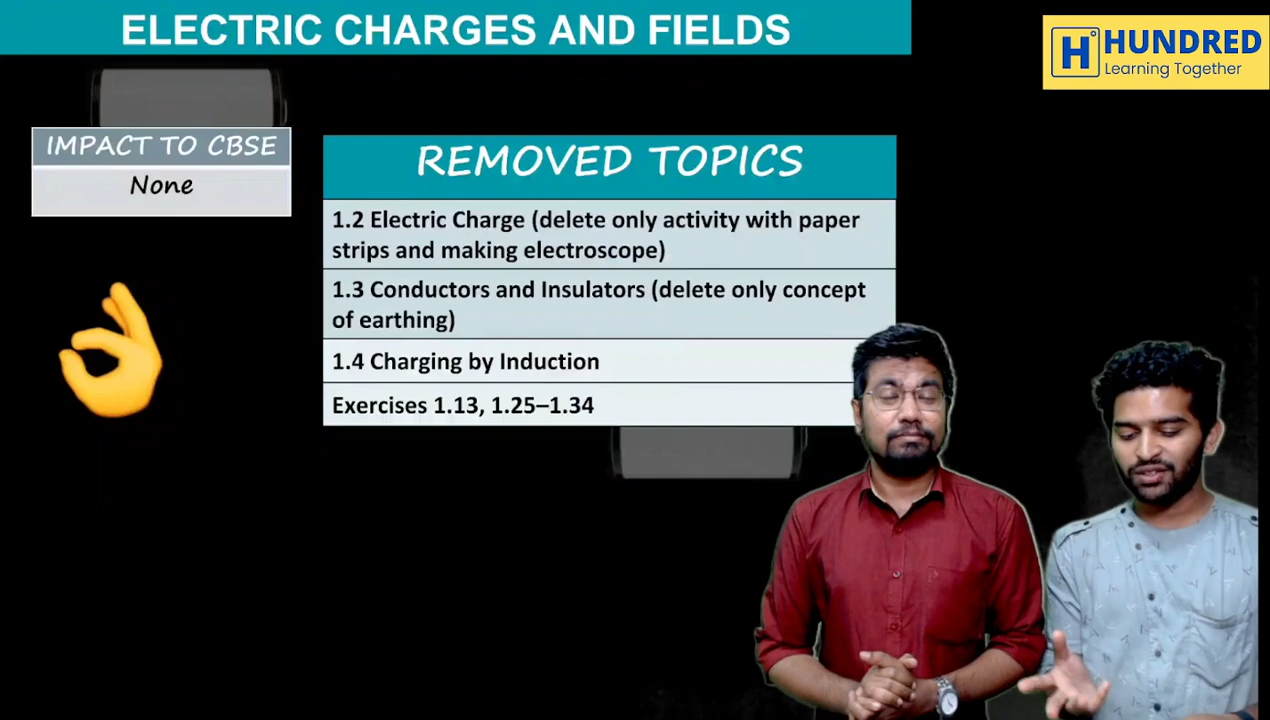 ELECTRIC CHARGES AND FIELDS
H° HUNDRED
Learning Together
IMPACT TO CBSE
None
REMOVED TOPICS
1.2 Electric Charge (delete only activity with paper
strips and making electroscope)
1.3 Conductors and Insulators (delete only concept
of earthing)
1.4 Charging by Induction
Exercises 1.13, 1.25–1.34